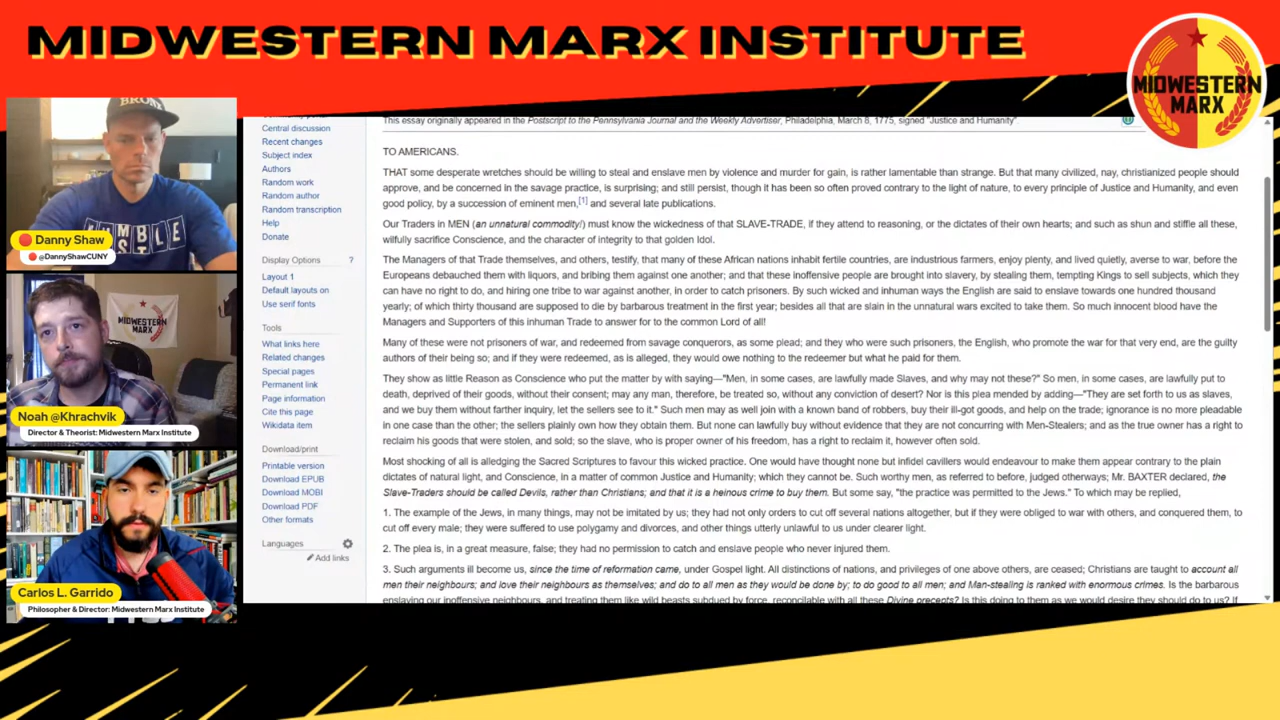 MIDWESTERN MARX INSTITUTE
MIDWESTERN
MARX
BRONX
HUMBLE
Danny Shaw
@DannyShawCUNY
MIDWESTERN
MARX
Noah @Khrachvik
Director & Theorist: Midwestern Marx Institute
Carlos L. Garrido
Philosopher & Director: Midwestern Marx Institute
Central discussion
Recent changes
Subject index
Authors
Random work
Random author
Random transcription
Help
Donate
Display Options ?
Layout 1
Default layouts on
Use serif fonts
Tools
What links here
Related changes
Special pages
Permanent link
Page information
Cite this page
Wikidata item
Download/print
Printable version
Download EPUB
Download MOBI
Download PDF
Other formats
Languages
Add links
This essay originally appeared in the Postscript to the Pennsylvania Journal and the Weekly Advertiser, Philadelphia, March 8, 1775, signed "Justice and Humanity".
TO AMERICANS.
THAT some desperate wretches should be willing to steal and enslave men by violence and murder for gain, is rather lamentable than strange. But that many civilized, nay, christianized people should
approve, and be concerned in the savage practice, is surprising; and still persist, though it has been so often proved contrary to the light of nature, to every principle of Justice and Humanity, and even
good policy, by a succession of eminent men,[1] and several late publications.
Our Traders in MEN (an unnatural commodity!) must know the wickedness of that SLAVE-TRADE, if they attend to reasoning, or the dictates of their own hearts; and such as shun and stiffle all these,
wilfully sacrifice Conscience, and the character of integrity to that golden Idol.
The Managers of that Trade themselves, and others, testify, that many of these African nations inhabit fertile countries, are industrious farmers, enjoy plenty, and lived quietly, averse to war, before the
Europeans debauched them with liquors, and bribing them against one another; and that these inoffensive people are brought into slavery, by stealing them, tempting Kings to sell subjects, which they
can have no right to do, and hiring one tribe to war against another, in order to catch prisoners. By such wicked and inhuman ways the English are said to enslave towards one hundred thousand
yearly; of which thirty thousand are supposed to die by barbarous treatment in the first year; besides all that are slain in the unnatural wars excited to take them. So much innocent blood have the
Managers and Supporters of this inhuman Trade to answer for to the common Lord of all!
Many of these were not prisoners of war, and redeemed from savage conquerors, as some plead; and they who were such prisoners, the English, who promote the war for that very end, are the guilty
authors of their being so; and if they were redeemed, as is alleged, they would owe nothing to the redeemer but what he paid for them.
They show as little Reason as Conscience who put the matter by with saying—"Men, in some cases, are lawfully made Slaves, and why may not these?" So men, in some cases, are lawfully put to
death, deprived of their goods, without their consent; may any man, therefore, be treated so, without any conviction of desert? Nor is this plea mended by adding—"They are set forth to us as slaves,
and we buy them without farther inquiry, let the sellers see to it." Such men may as well join with a known band of robbers, buy their ill-got goods, and help on the trade; ignorance is no more pleadable
in one case than the other; the sellers plainly own how they obtain them. But none can lawfully buy without evidence that they are not concurring with Men-Stealers; and as the true owner has a right to
reclaim his goods that were stolen, and sold; so the slave, who is proper owner of his freedom, has a right to reclaim it, however often sold.
Most shocking of all is alledging the Sacred Scriptures to favour this wicked practice. One would have thought none but infidel cavillers would endeavour to make them appear contrary to the plain
dictates of natural light, and Conscience, in a matter of common Justice and Humanity; which they cannot be. Such worthy men, as referred to before, judged otherways; Mr. BAXTER declared, the
Slave-Traders should be called Devils, rather than Christians; and that it is a heinous crime to buy them. But some say, "the practice was permitted to the Jews." To which may be replied,
1. The example of the Jews, in many things, may not be imitated by us; they had not only orders to cut off several nations altogether, but if they were obliged to war with others, and conquered them, to
cut off every male; they were suffered to use polygamy and divorces, and other things utterly unlawful to us under clearer light.
2. The plea is, in a great measure, false; they had no permission to catch and enslave people who never injured them.
3. Such arguments ill become us, since the time of reformation came, under Gospel light. All distinctions of nations, and privileges of one above others, are ceased; Christians are taught to account all
men their neighbours; and love their neighbours as themselves; and do to all men as they would be done by; to do good to all men; and Man-stealing is ranked with enormous crimes. Is the barbarous
enslaving our inoffensive neighbours, and treating them like wild beasts subdued by force, reconcilable with all these Divine precepts? Is this doing to them as we would desire they should do to us? If